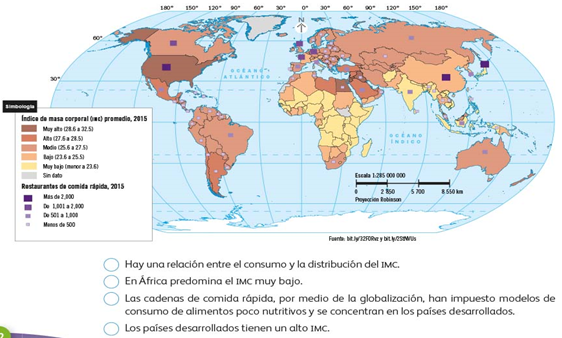 180° 150° 120° 90° 60° 30° 0° 30° 60° 90° 120° 150° 180°
N
60°
30°
OCÉANO
ATLÁNTICO
OCÉANO
ÍNDICO
Simbología
Índice de masa corporal (IMC) promedio, 2015
Muy alto (28.6 a 32.5)
Alto (27.6 a 28.5)
Medio (25.6 a 27.5)
Bajo (23.6 a 25.5)
Muy bajo (menor a 23.6)
Sin dato
Restaurantes de comida rápida, 2015
Más de 2,000
De 1,001 a 2,000
De 501 a 1,000
Menos de 500
Escala 1:285 000 000
0 2 850 5 700 8 550 km
Proyección Robinson
Fuente: bit.ly/32FORvz y bit.ly/2StNVUs
Hay una relación entre el consumo y la distribución del IMC.
En África predomina el IMC muy bajo.
Las cadenas de comida rápida, por medio de la globalización, han impuesto modelos de
consumo de alimentos poco nutritivos y se concentran en los países desarrollados.
Los países desarrollados tienen un alto IMC.